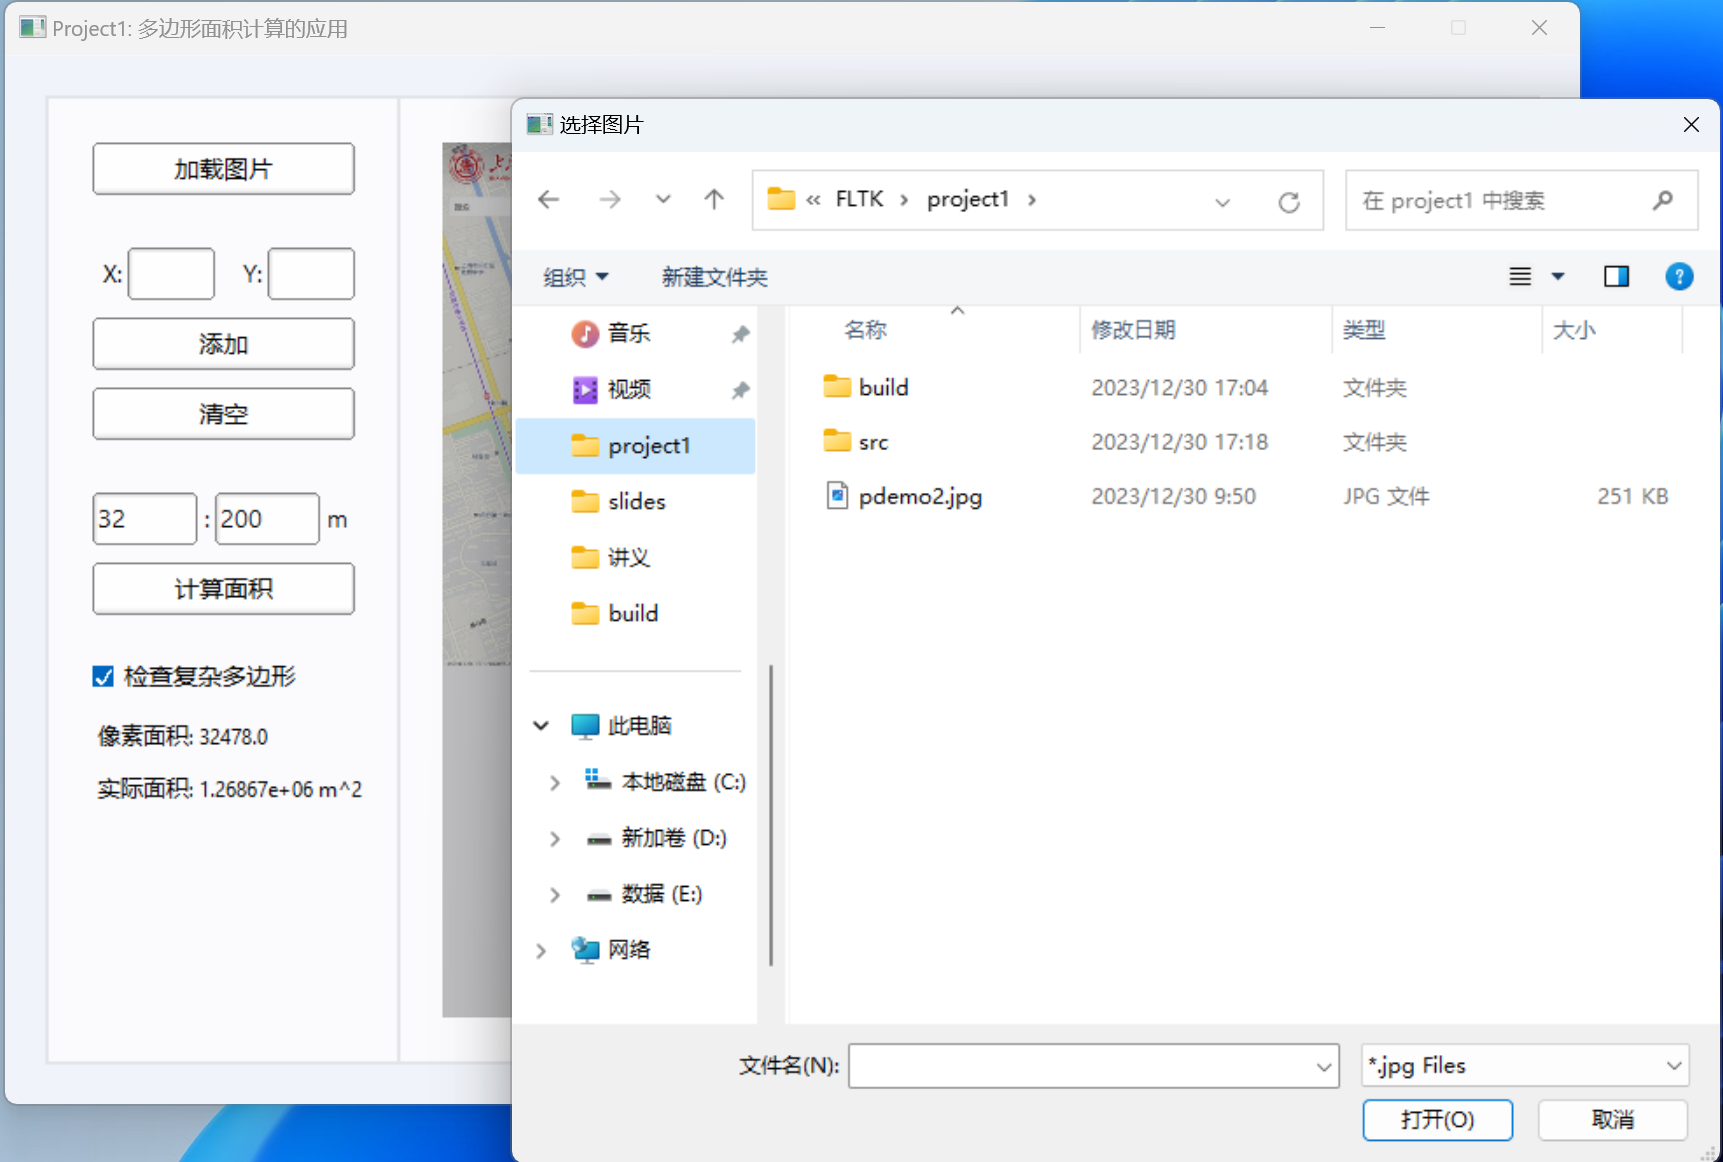 Project1: 多边形面积计算的应用
加载图片
X:
Y:
添加
清空
32 : 200 m
计算面积
检查复杂多边形
像素面积: 32478.0
实际面积: 1.26867e+06 m^2
选择图片
« FLTK › project1 ›
在 project1 中搜索
组织
新建文件夹
音乐
视频
project1
slides
讲义
build
此电脑
本地磁盘 (C:)
新加卷 (D:)
数据 (E:)
网络
名称 修改日期 类型 大小
build 2023/12/30 17:04 文件夹
src 2023/12/30 17:18 文件夹
pdemo2.jpg 2023/12/30 9:50 JPG 文件 251 KB
文件名(N):
*.jpg Files
打开(O)
取消